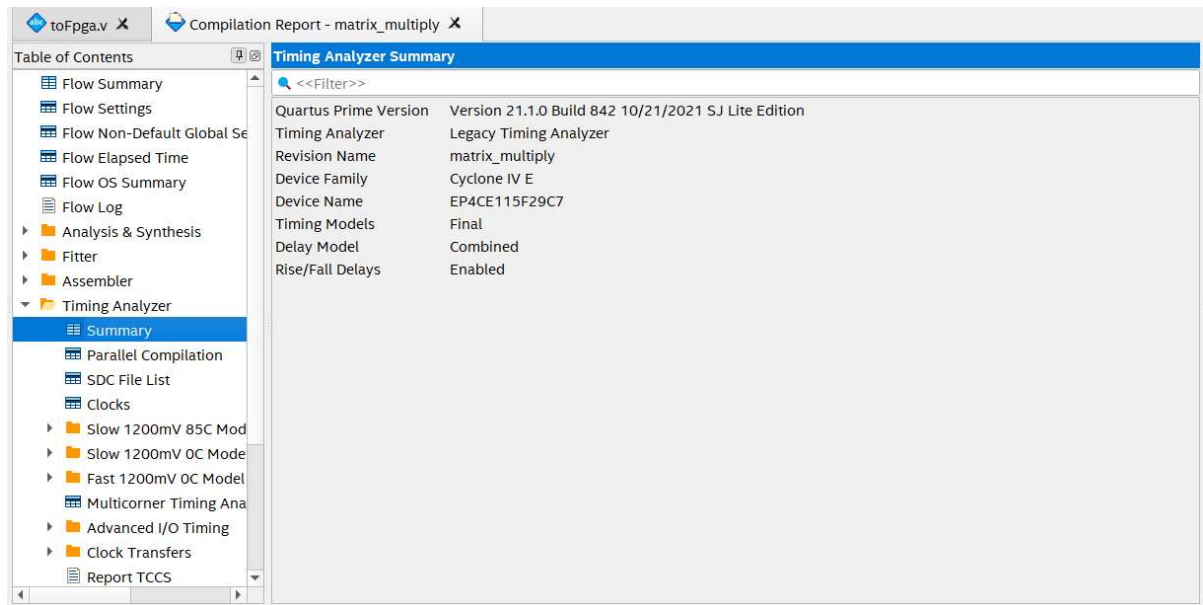 toFpga.v
Compilation Report - matrix_multiply
Table of Contents
Flow Summary
Flow Settings
Flow Non-Default Global Se
Flow Elapsed Time
Flow OS Summary
Flow Log
Analysis & Synthesis
Fitter
Assembler
Timing Analyzer
Summary
Parallel Compilation
SDC File List
Clocks
Slow 1200mV 85C Mod
Slow 1200mV 0C Mode
Fast 1200mV 0C Model
Multicorner Timing Ana
Advanced I/O Timing
Clock Transfers
Report TCCS
Timing Analyzer Summary
<<Filter>>
Quartus Prime Version Version 21.1.0 Build 842 10/21/2021 SJ Lite Edition
Timing Analyzer Legacy Timing Analyzer
Revision Name matrix_multiply
Device Family Cyclone IV E
Device Name EP4CE115F29C7
Timing Models Final
Delay Model Combined
Rise/Fall Delays Enabled